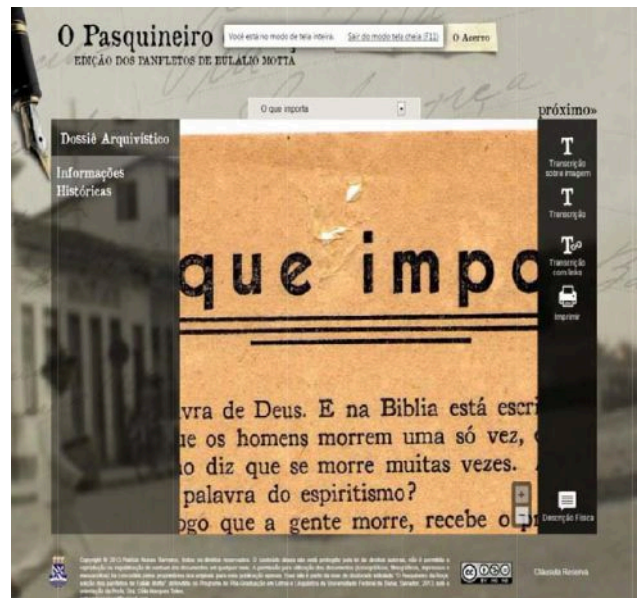 O Pasquineiro
EDIÇÃO DOS PANFLETOS DE EULÁLIO MOTTA
Você está no modo de tela inteira. Sair do modo tela cheia (F11)
O Acervo
O que importa
próximo»
Dossiê Arquivístico
Informações
Históricas
T
Transcrição
sobre imagem
T
Transcrição
T
Transcrição
com links
Imprimir
que impo
vra de Deus. E na Biblia está escri
ue os homens morrem uma só vez,
o diz que se morre muitas vezes.
palavra do espiritismo?
ogo que a gente morre, recebe o
+
-
Descrição Física
Cláusula Reserva